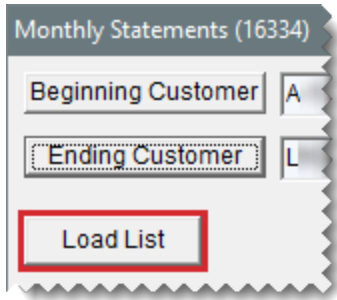 Monthly Statements (16334)
Beginning Customer A
Ending Customer L
Load List